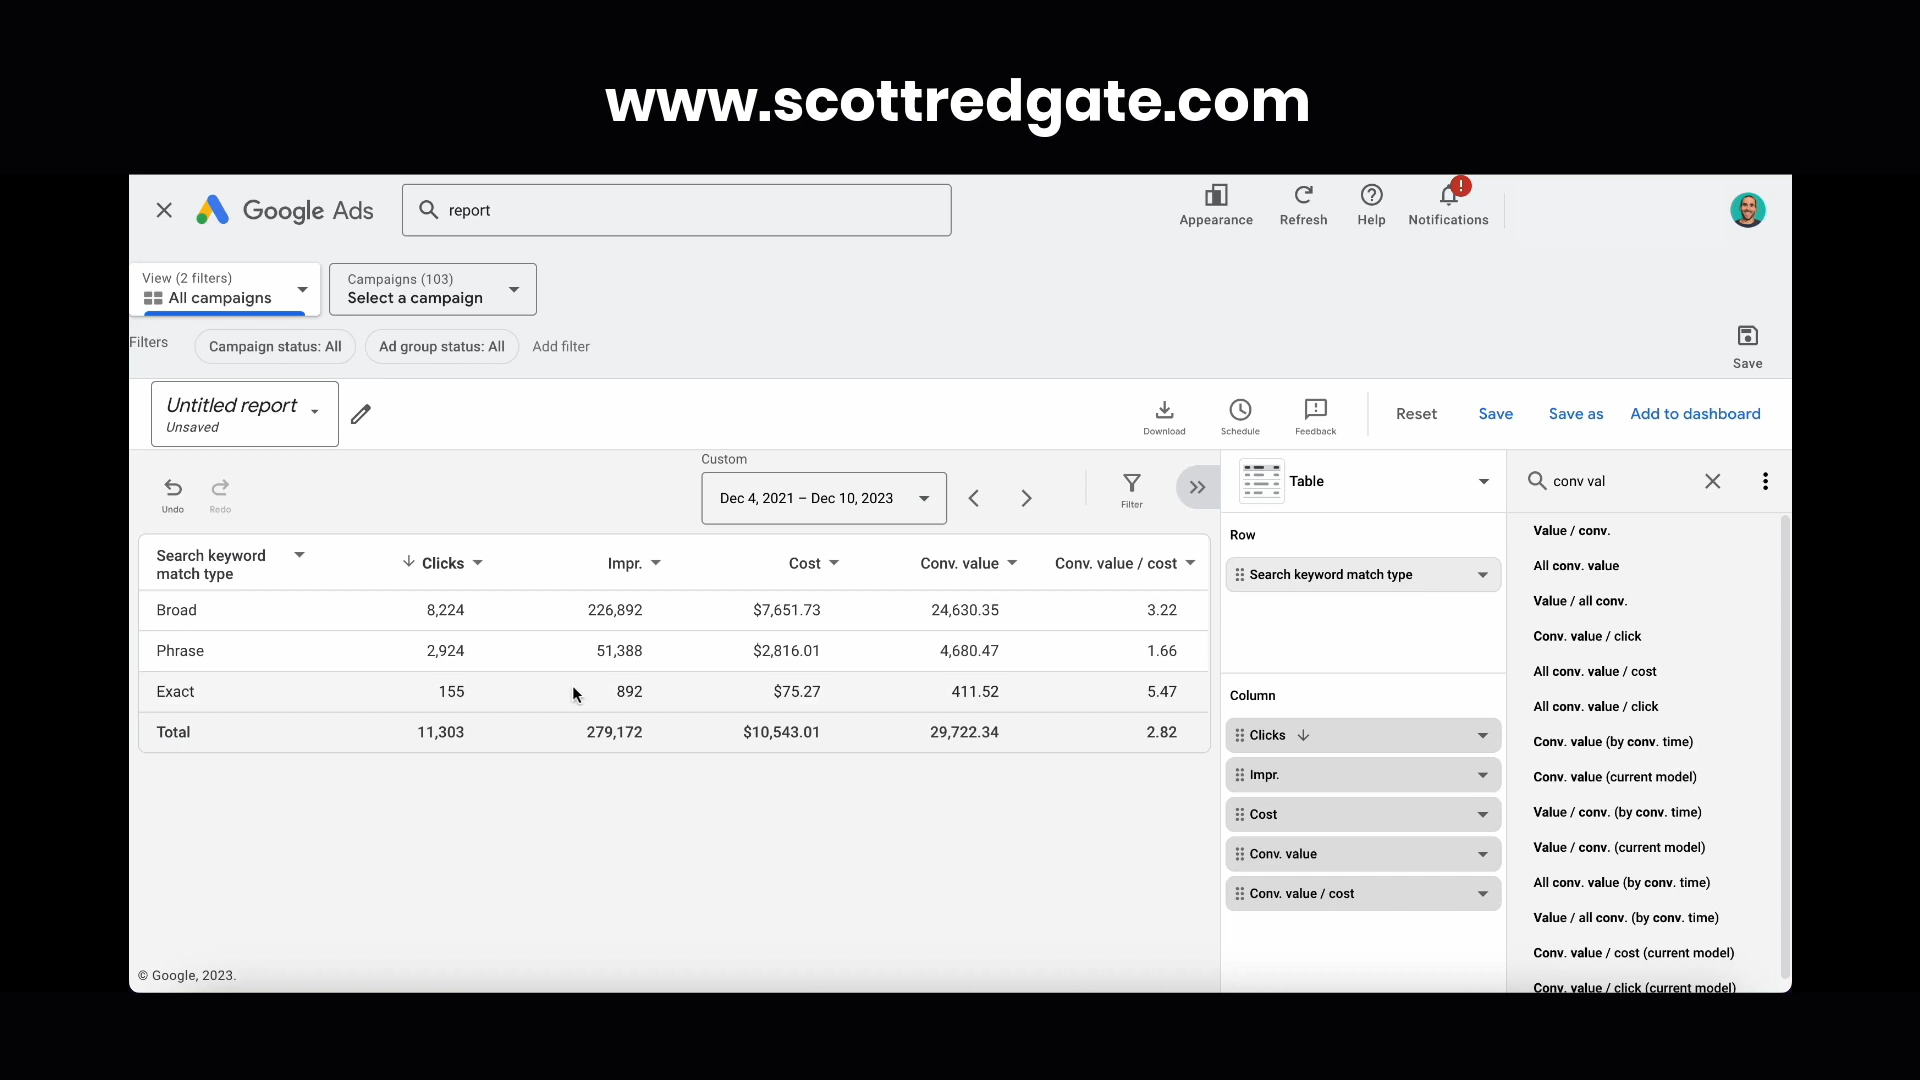 www.scottredgate.com
Google Ads
report
Appearance
Refresh
Help
!
Notifications
View (2 filters)
All campaigns
Campaigns (103)
Select a campaign
Filters
Campaign status: All
Ad group status: All
Add filter
Save
Untitled report
Unsaved
Download
Schedule
Feedback
Reset
Save
Save as
Add to dashboard
Undo
Redo
Custom
Dec 4, 2021 – Dec 10, 2023
Filter
Table
conv val
Search keyword
match type
Clicks
Impr.
Cost
Conv. value
Conv. value / cost
Broad 8,224 226,892 $7,651.73 24,630.35 3.22
Phrase 2,924 51,388 $2,816.01 4,680.47 1.66
Exact 155 892 $75.27 411.52 5.47
Total 11,303 279,172 $10,543.01 29,722.34 2.82
Row
Search keyword match type
Column
Clicks
Impr.
Cost
Conv. value
Conv. value / cost
Value / conv.
All conv. value
Value / all conv.
Conv. value / click
All conv. value / cost
All conv. value / click
Conv. value (by conv. time)
Conv. value (current model)
Value / conv. (by conv. time)
Value / conv. (current model)
All conv. value (by conv. time)
Value / all conv. (by conv. time)
Conv. value / cost (current model)
Conv. value / click (current model)
© Google, 2023.